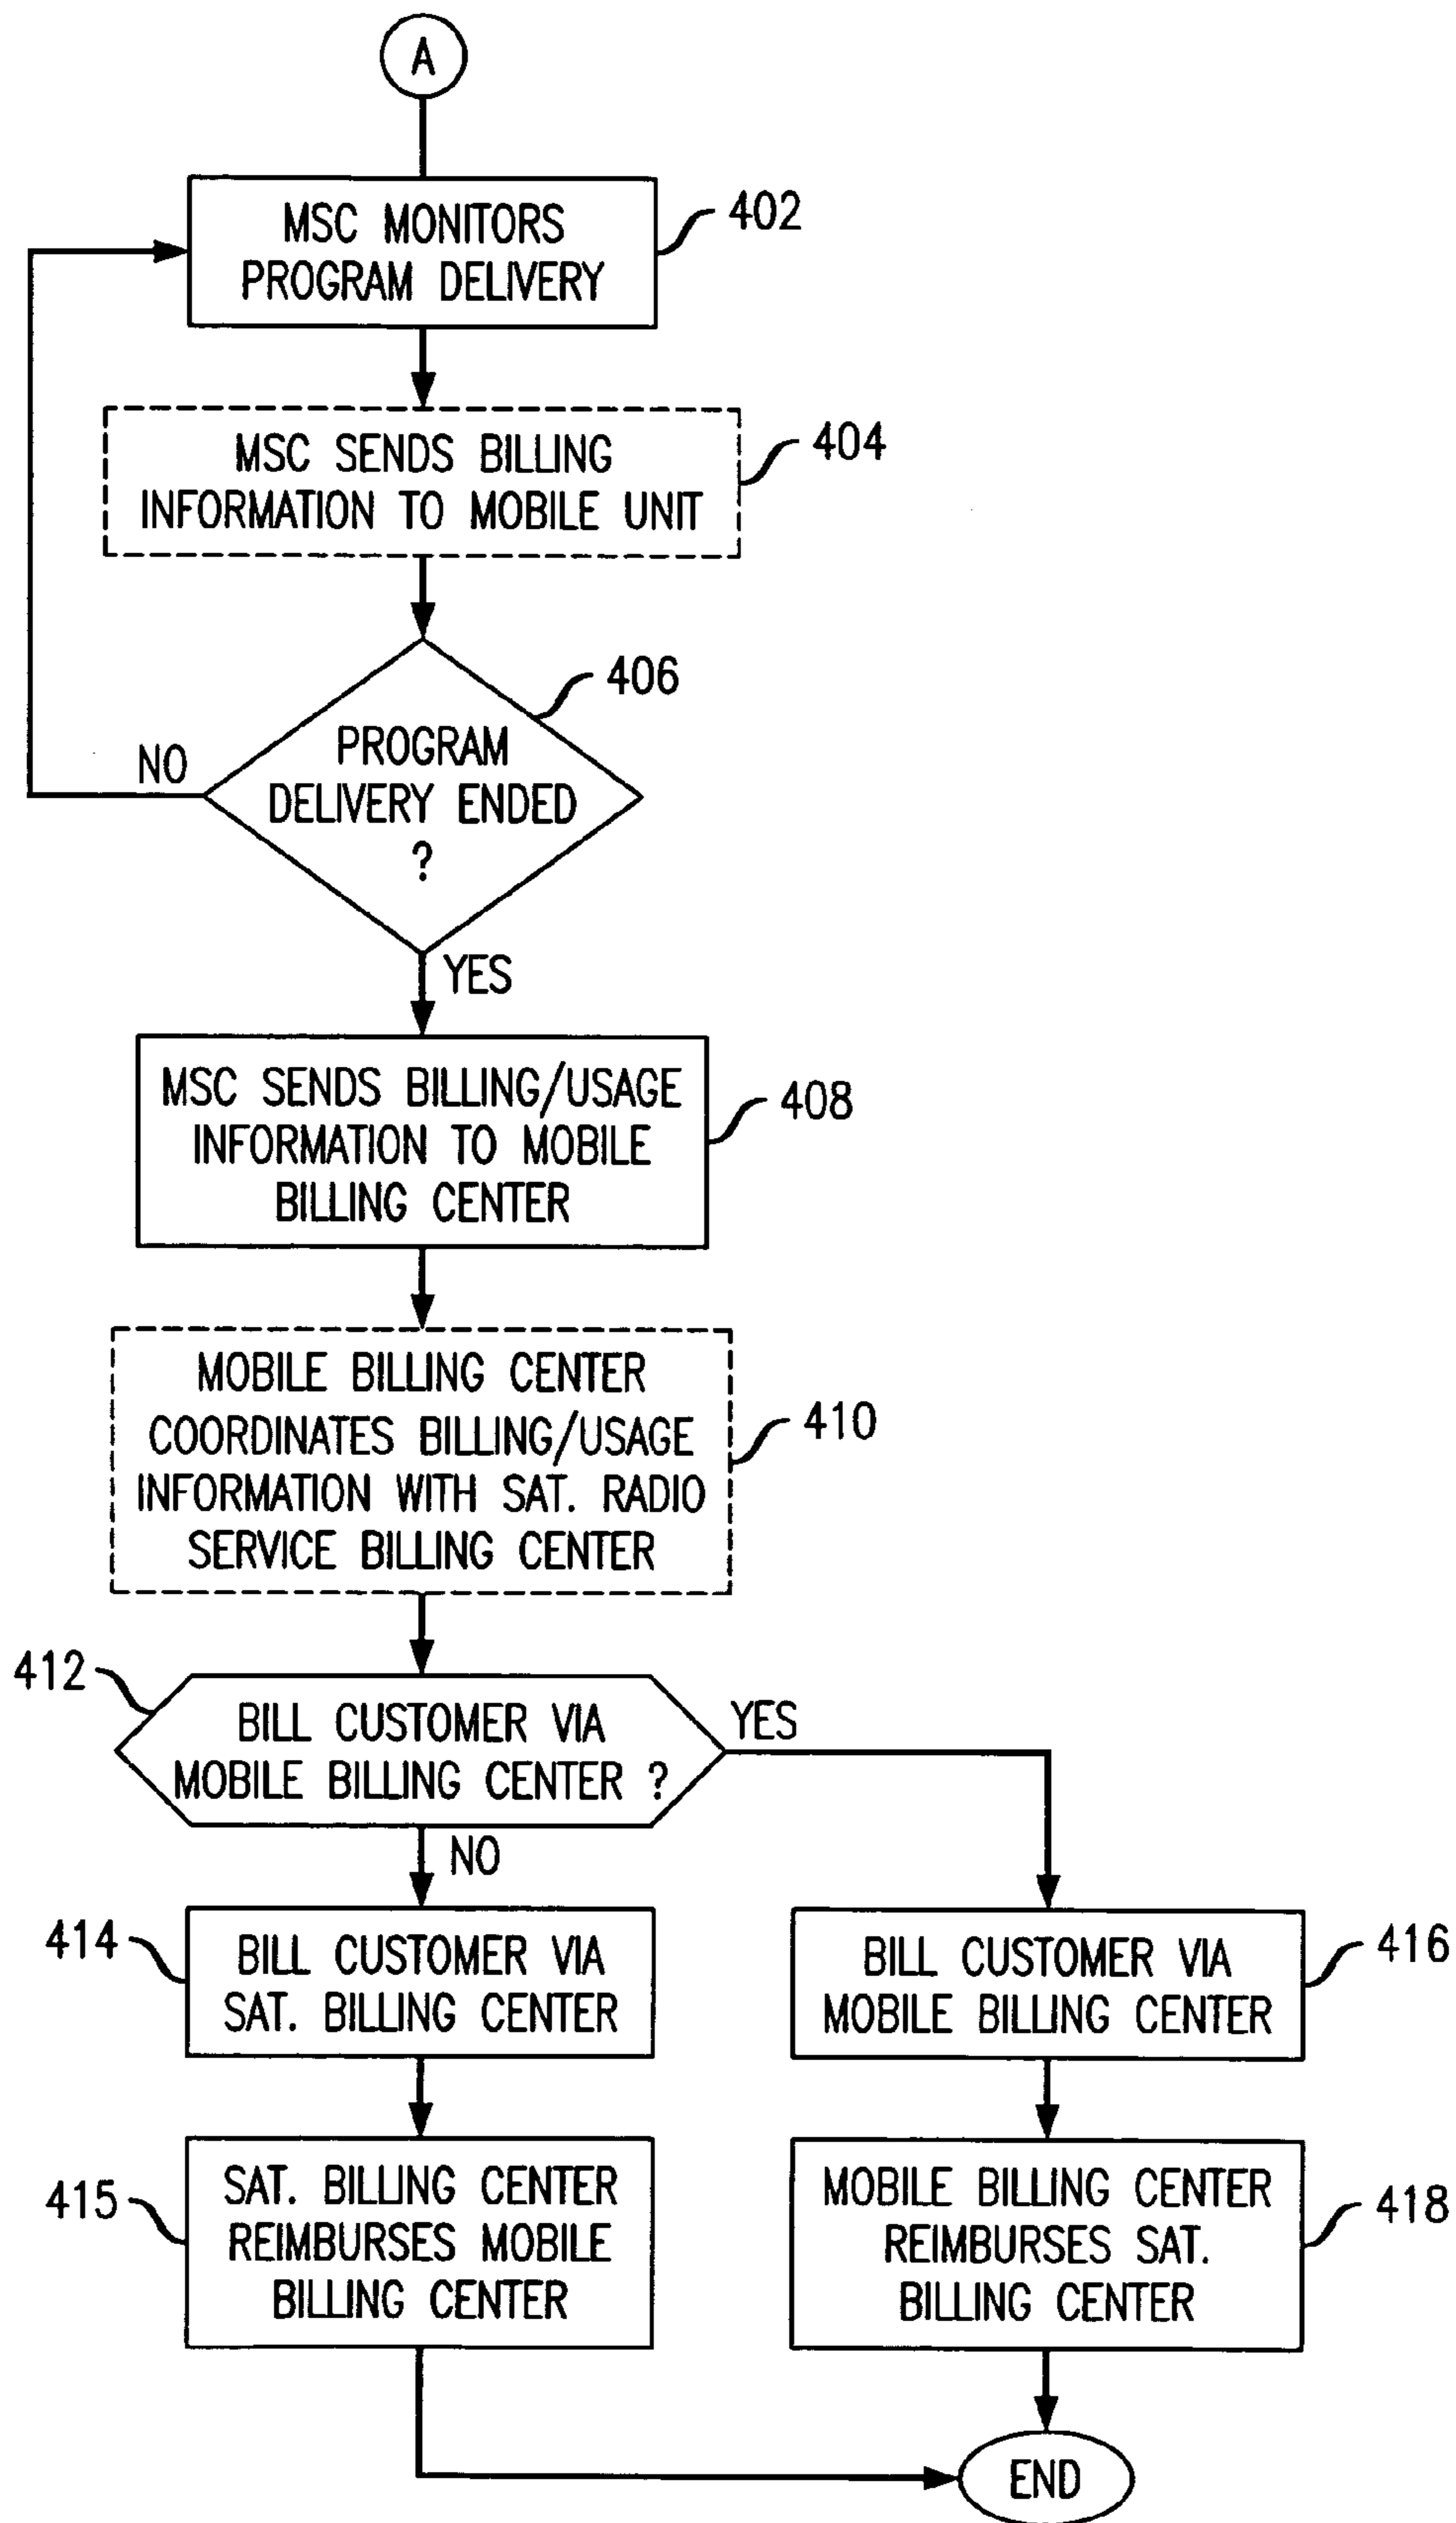 A
MSC MONITORS
PROGRAM DELIVERY
402
MSC SENDS BILLING
INFORMATION TO MOBILE UNIT
404
406
PROGRAM
DELIVERY ENDED
?
NO
YES
MSC SENDS BILLING/USAGE
INFORMATION TO MOBILE
BILLING CENTER
408
MOBILE BILLING CENTER
COORDINATES BILLING/USAGE
INFORMATION WITH SAT. RADIO
SERVICE BILLING CENTER
410
412
BILL CUSTOMER VIA
MOBILE BILLING CENTER ?
YES
NO
414
BILL CUSTOMER VIA
SAT. BILLING CENTER
BILL CUSTOMER VIA
MOBILE BILLING CENTER
416
415
SAT. BILLING CENTER
REIMBURSES MOBILE
BILLING CENTER
MOBILE BILLING CENTER
REIMBURSES SAT.
BILLING CENTER
418
END